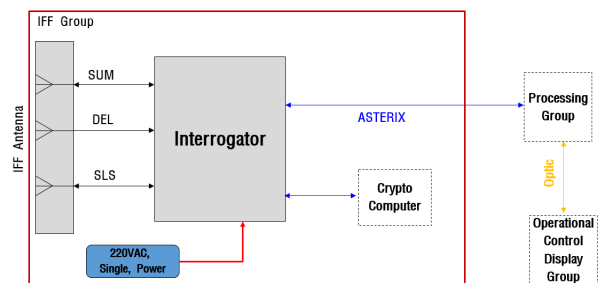 IFF Group
IFF Antenna
SUM
DEL
SLS
Interrogator
ASTERIX
Crypto
Computer
220VAC,
Single, Power
Processing
Group
Optic
Operational
Control
Display
Group